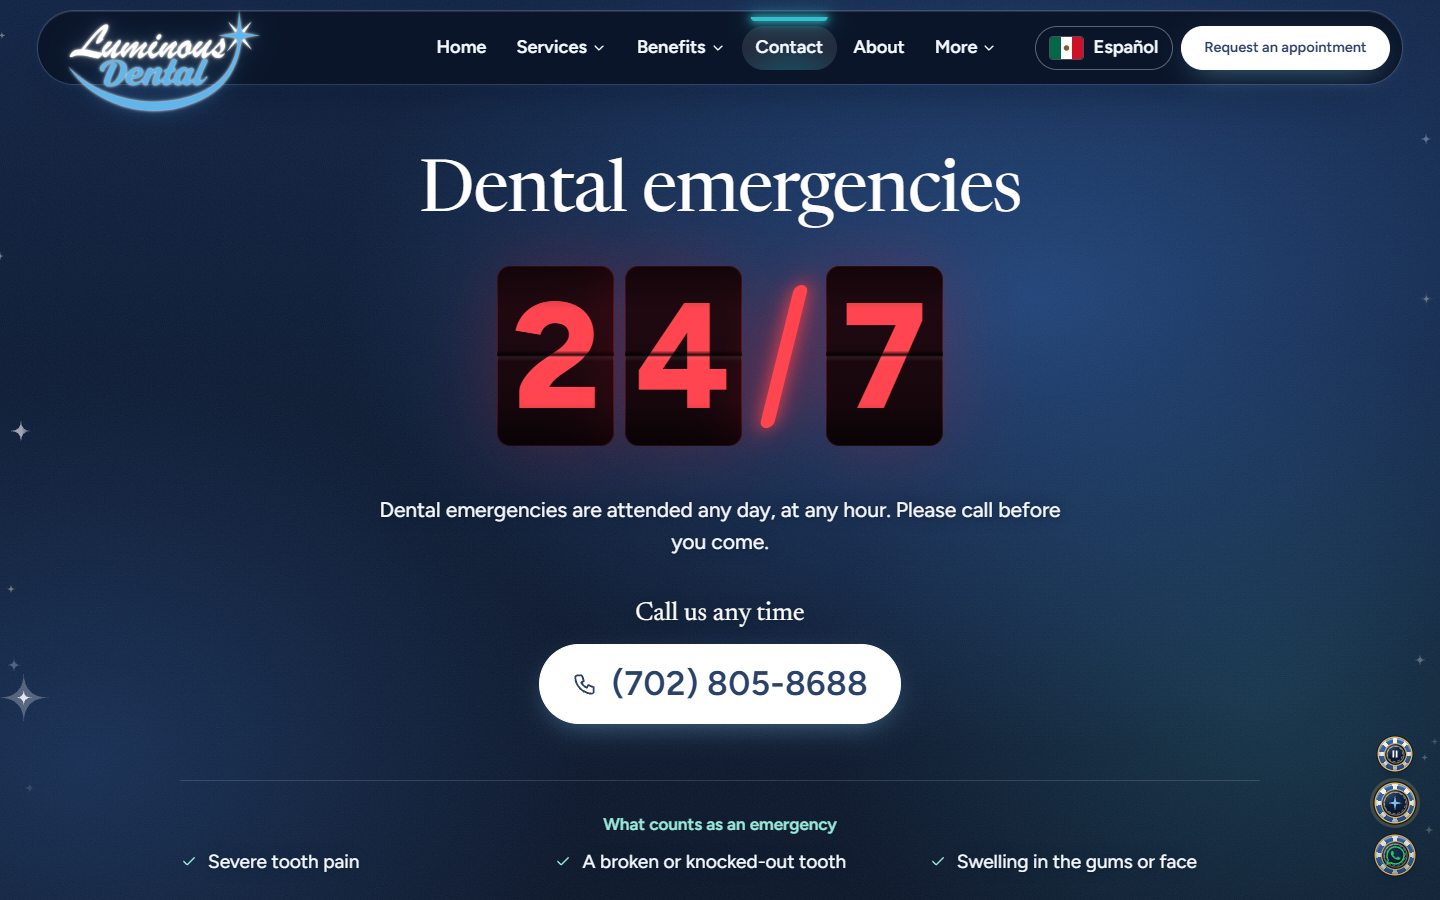 Luminous
Dental
Home
Services
Benefits
Contact
About
More
Español
Request an appointment
Dental emergencies
24/7
Dental emergencies are attended any day, at any hour. Please call before
you come.
Call us any time
(702) 805-8688
What counts as an emergency
Severe tooth pain
A broken or knocked-out tooth
Swelling in the gums or face